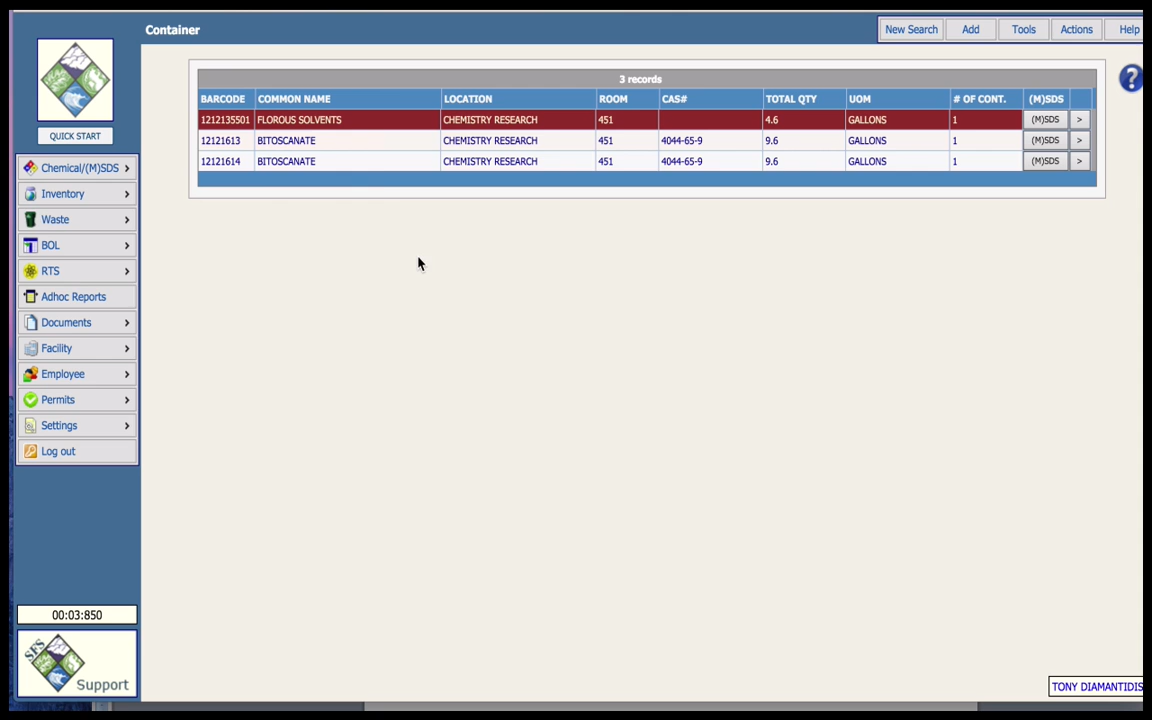 Container
New Search Add Tools Actions Help
QUICK START
3 records
BARCODE COMMON NAME LOCATION ROOM CAS# TOTAL QTY UOM # OF CONT. (M)SDS
1212135501 FLOROUS SOLVENTS CHEMISTRY RESEARCH 451 4.6 GALLONS 1 (M)SDS >
12121613 BITOSCANATE CHEMISTRY RESEARCH 451 4044-65-9 9.6 GALLONS 1 (M)SDS >
12121614 BITOSCANATE CHEMISTRY RESEARCH 451 4044-65-9 9.6 GALLONS 1 (M)SDS >
?
Chemical/(M)SDS
Inventory
Waste
BOL
RTS
Adhoc Reports
Documents
Facility
Employee
Permits
Settings
Log out
00:03:850
SFS
Support
TONY DIAMANTIDIS